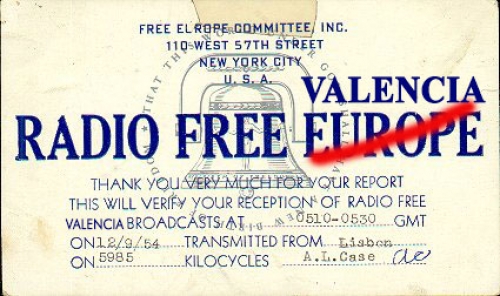 FREE EUROPE COMMITTEE, INC.
110 WEST 57TH STREET
NEW YORK CITY
U. S. A.
VALENCIA
RADIO FREE EUROPE
THANK YOU VERY MUCH FOR YOUR REPORT
THIS WILL VERIFY YOUR RECEPTION OF RADIO FREE
VALENCIA BROADCASTS AT 0510-0530 GMT
ON 12/9/54 TRANSMITTED FROM Lisbon
ON 5985 KILOCYCLES A.L.Case